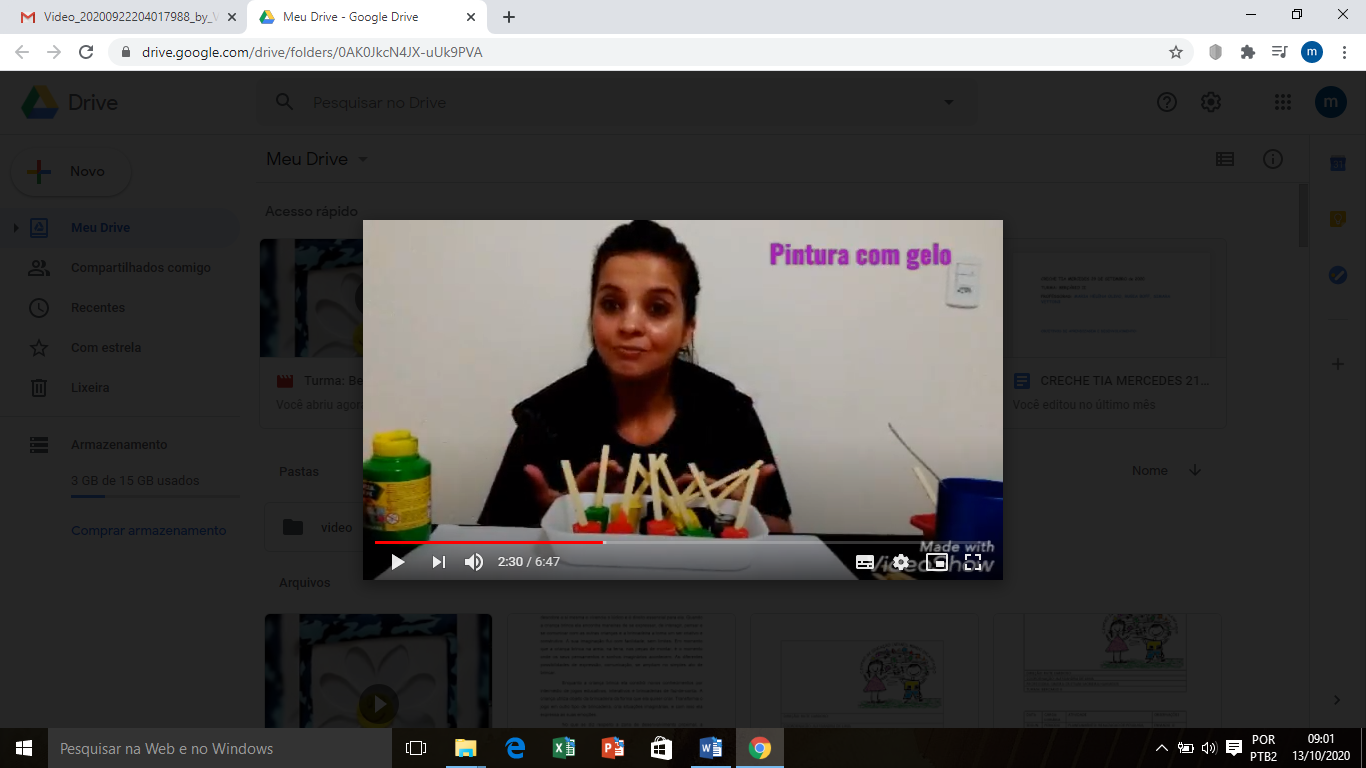 Video_20200922204017988_by_V
Meu Drive - Google Drive
drive.google.com/drive/folders/0AK0JkcN4JX-uUk9PVA
m
Drive
Pesquisar no Drive
m
Novo
Meu Drive
Meu Drive
Acesso rápido
Compartilhados comigo
Recentes
Com estrela
Lixeira
Pintura com gelo
Turma: Be
Você abriu agora
CRECHE TIA MERCEDES 21...
Você editou no último mês
Armazenamento
3 GB de 15 GB usados
Comprar armazenamento
Pastas
Nome
video
Made with
VideoShow
2:30 / 6:47
Arquivos
Pesquisar na Web e no Windows
POR
PTB2
09:01
13/10/2020